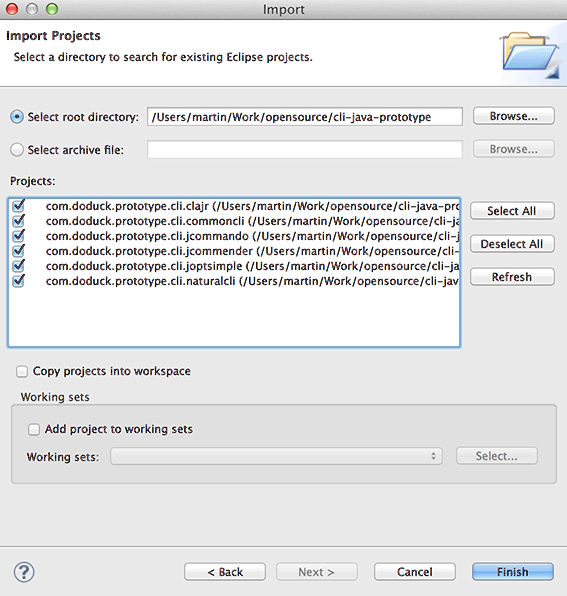 Import
Import Projects
Select a directory to search for existing Eclipse projects.
Select root directory: /Users/martin/Work/opensource/cli-java-prototype Browse...
Select archive file: Browse...
Projects:
com.doduck.prototype.cli.clajr (/Users/martin/Work/opensource/cli-java-pro
com.doduck.prototype.cli.commoncli (/Users/martin/Work/opensource/cli-ja
com.doduck.prototype.cli.jcommando (/Users/martin/Work/opensource/cli-j
com.doduck.prototype.cli.jcommender (/Users/martin/Work/opensource/cli-
com.doduck.prototype.cli.joptsimple (/Users/martin/Work/opensource/cli-ja
com.doduck.prototype.cli.naturalcli (/Users/martin/Work/opensource/cli-jav
Select All
Deselect All
Refresh
Copy projects into workspace
Working sets
Add project to working sets
Working sets: Select...
? < Back Next > Cancel Finish